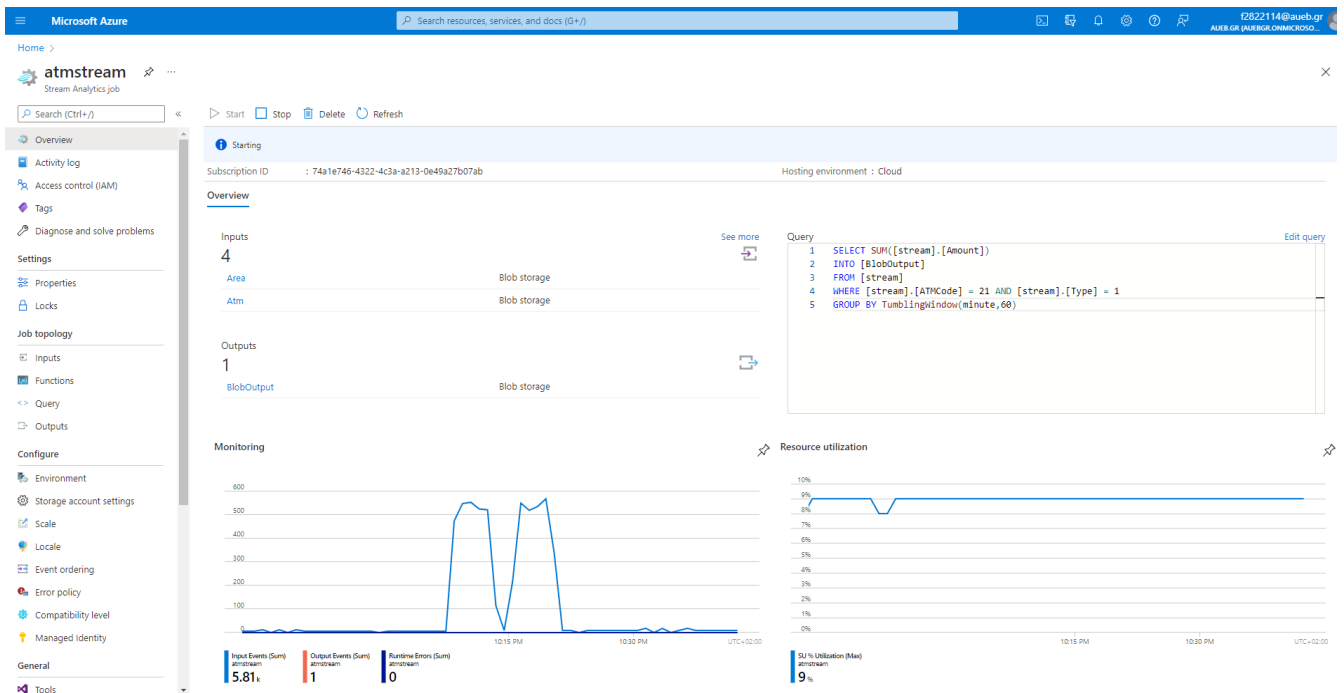 Microsoft Azure
Search resources, services, and docs (G+/)
f2822114@aueb.gr
AUEB.GR (AUEBGR.ONMICROSO...
Home >
atmstream
Stream Analytics job
Search (Ctrl+/)
«
Start
Stop
Delete
Refresh
Overview
Activity log
Access control (IAM)
Tags
Diagnose and solve problems
Settings
Properties
Locks
Job topology
Inputs
Functions
Query
Outputs
Configure
Environment
Storage account settings
Scale
Locale
Event ordering
Error policy
Compatibility level
Managed Identity
General
Tools
Starting
Subscription ID : 74a1e746-4322-4c3a-a213-0e49a27b07ab
Hosting environment : Cloud
Overview
Inputs
See more
4
Area Blob storage
Atm Blob storage
Outputs
1
BlobOutput Blob storage
Query
Edit query
1 SELECT SUM([stream].[Amount])
2 INTO [BlobOutput]
3 FROM [stream]
4 WHERE [stream].[ATMCode] = 21 AND [stream].[Type] = 1
5 GROUP BY TumblingWindow(minute,60)
Monitoring
600
500
400
300
200
100
0
10:15 PM 10:30 PM UTC+02:00
Input Events (Sum)
atmstream
5.81k
Output Events (Sum)
atmstream
1
Runtime Errors (Sum)
atmstream
0
Resource utilization
10%
9%
8%
7%
6%
5%
4%
3%
2%
1%
0%
10:15 PM 10:30 PM UTC+02:00
SU % Utilization (Max)
atmstream
9%